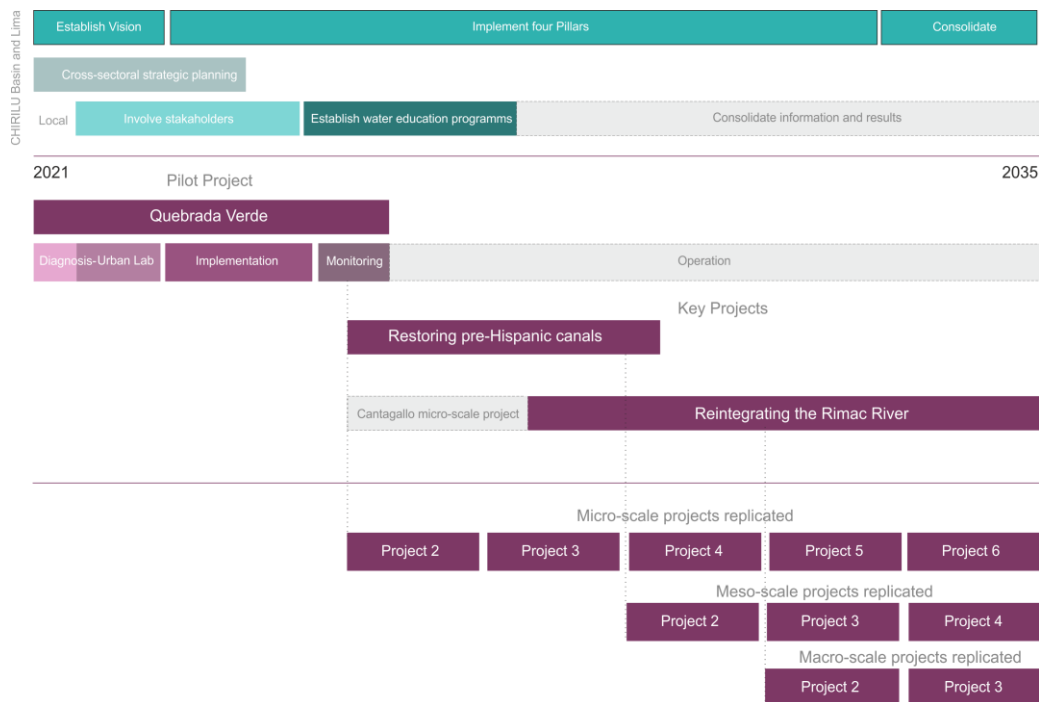 CHIRILU Basin and Lima
Establish Vision
Implement four Pillars
Consolidate
Cross-sectoral strategic planning
Local
Involve stakaholders
Establish water education programms
Consolidate information and results
2021
2035
Pilot Project
Quebrada Verde
Diagnosis-Urban Lab
Implementation
Monitoring
Operation
Key Projects
Restoring pre-Hispanic canals
Cantagallo micro-scale project
Reintegrating the Rimac River
Micro-scale projects replicated
Project 2
Project 3
Project 4
Project 5
Project 6
Meso-scale projects replicated
Project 2
Project 3
Project 4
Macro-scale projects replicated
Project 2
Project 3